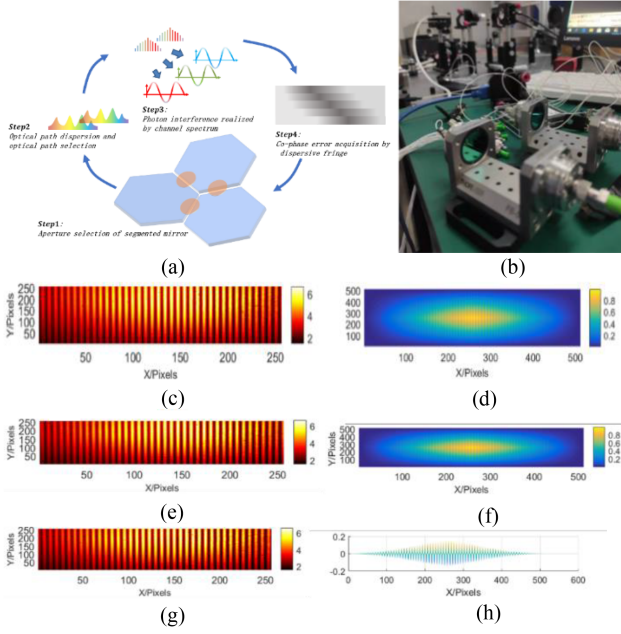 Step3:
Photon interference realized
by channel spectrum
Step2
Optical path dispersion and
optical path selection
Step4:
Co-phase error acquisition by
dispersive fringe
Step1:
Aperture selection of segmented mirror
(a)
(b)
Y/Pixels
250
200
150
100
50
50
100
150
200
250
X/Pixels
6
4
2
(c)
Y/Pixels
500
400
300
200
100
100
200
300
400
500
X/Pixels
0.8
0.6
0.4
0.2
(d)
Y/Pixels
250
200
150
100
50
50
100
150
200
250
X/Pixels
6
4
2
(e)
Y/Pixels
500
400
300
200
100
100
200
300
400
500
X/Pixels
0.8
0.6
0.4
0.2
(f)
Y/Pixels
250
200
150
100
50
50
100
150
200
250
X/Pixels
6
4
2
(g)
0.2
0
-0.2
0
100
200
300
400
500
600
X/Pixels
(h)